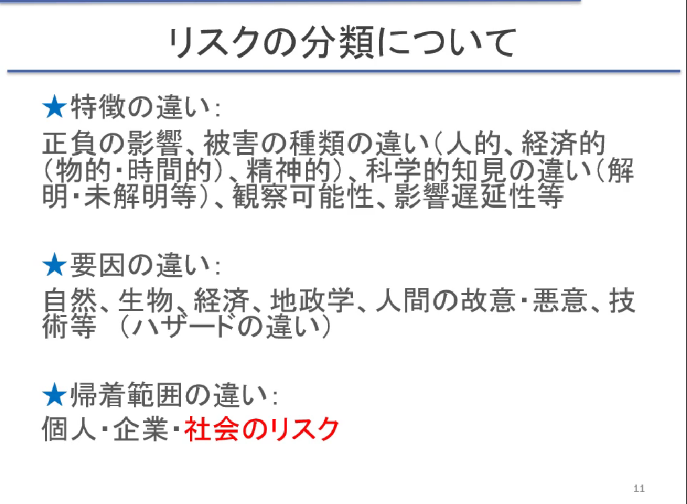 リスクの分類について
★特徴の違い:
正負の影響、被害の種類の違い(人的、経済的
(物的・時間的)、精神的)、科学的知見の違い(解
明・未解明等)、観察可能性、影響遅延性等
★要因の違い:
自然、生物、経済、地政学、人間の故意・悪意、技
術等 (ハザードの違い)
★帰着範囲の違い:
個人・企業・社会のリスク
11